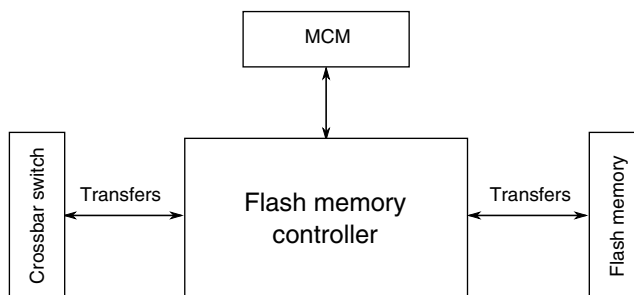 MCM
Crossbar switch
Transfers
Flash memory
controller
Transfers
Flash memory